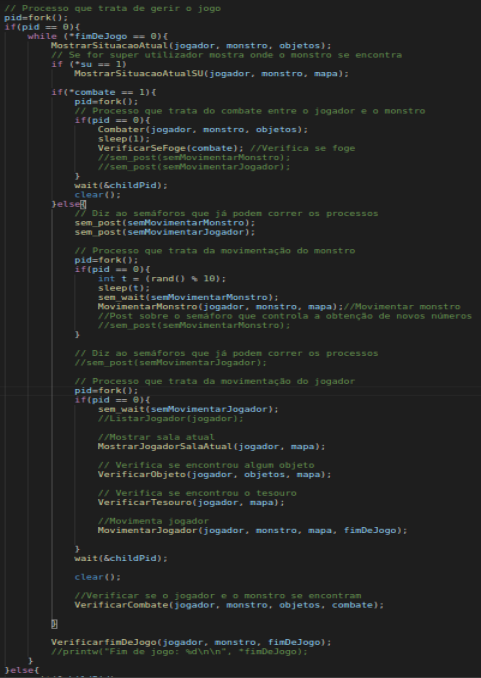 // Processo que trata de gerir o jogo
pid=fork();
if(pid == 0){
while (*fimDeJogo == 0){
MostrarSituacaoAtual(jogador, monstro, objetos);
// Se for super utilizador mostra onde o monstro se encontra
if (*su == 1)
MostrarSituacaoAtualSU(jogador, monstro, mapa);
if(*combate == 1){
pid=fork();
// Processo que trata do combate entre o jogador e o monstro
if(pid == 0){
Combater(jogador, monstro, objetos);
sleep(1);
VerificarSeFoge(combate); //Verifica se foge
//sem_post(semMovimentarMonstro);
//sem_post(semMovimentarJogador);
}
wait(&childPid);
clear();
}else{
// Diz ao semáforos que já podem correr os processos
sem_post(semMovimentarMonstro);
sem_post(semMovimentarJogador);
// Processo que trata da movimentação do monstro
pid=fork();
if(pid == 0){
int t = (rand() % 10);
sleep(t);
sem_wait(semMovimentarMonstro);
MovimentarMonstro(jogador, monstro, mapa);//Movimentar monstro
//Post sobre o semáforo que controla a obtenção de novos números
//sem_post(semMovimentarMonstro);
}
// Diz ao semáforos que já podem correr os processos
//sem_post(semMovimentarJogador);
// Processo que trata da movimentação do jogador
pid=fork();
if(pid == 0){
sem_wait(semMovimentarJogador);
//ListarJogador(jogador);
//Mostrar sala atual
MostrarJogadorSalaAtual(jogador, mapa);
// Verifica se encontrou algum objeto
VerificarObjeto(jogador, objetos, mapa);
// Verifica se encontrou o tesouro
VerificarTesouro(jogador, mapa);
//Movimenta jogador
MovimentarJogador(jogador, monstro, mapa, fimDeJogo);
}
wait(&childPid);
clear();
//Verificar se o jogador e o monstro se encontram
VerificarCombate(jogador, monstro, objetos, combate);
}
VerificarfimDeJogo(jogador, monstro, fimDeJogo);
//printw("Fim de jogo: %d\n\n", *fimDeJogo);
}
}else{